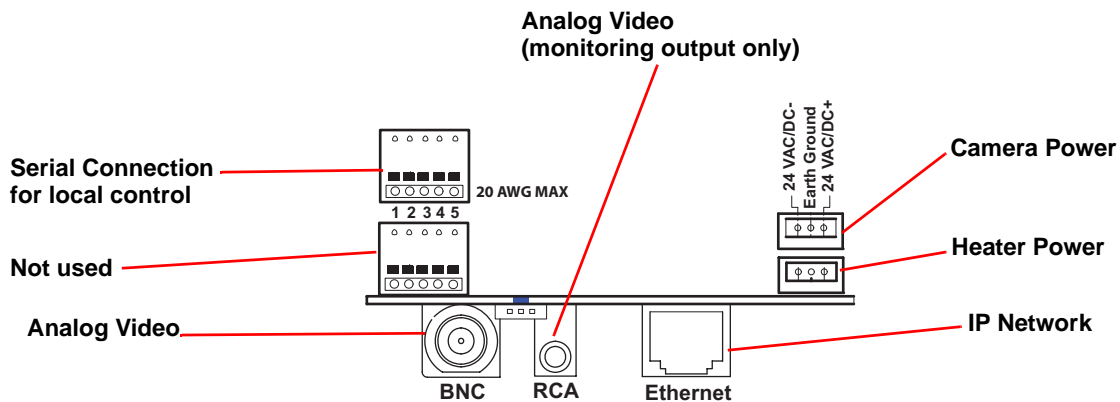 Analog Video
(monitoring output only)
24 VAC/DC-
Earth Ground
24 VAC/DC+
Serial Connection
for local control
20 AWG MAX
Camera Power
1 2 3 4 5
Heater Power
Not used
Analog Video
IP Network
BNC
RCA
Ethernet